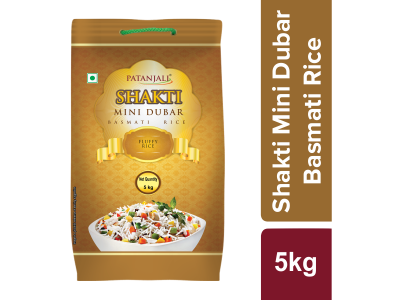 PATANJALI
SHAKTI
MINI DUBAR
BASMATI RICE
FLUFFY
RICE
Net Quantity
5 kg
Shakti Mini Dubar
Basmati Rice
5kg